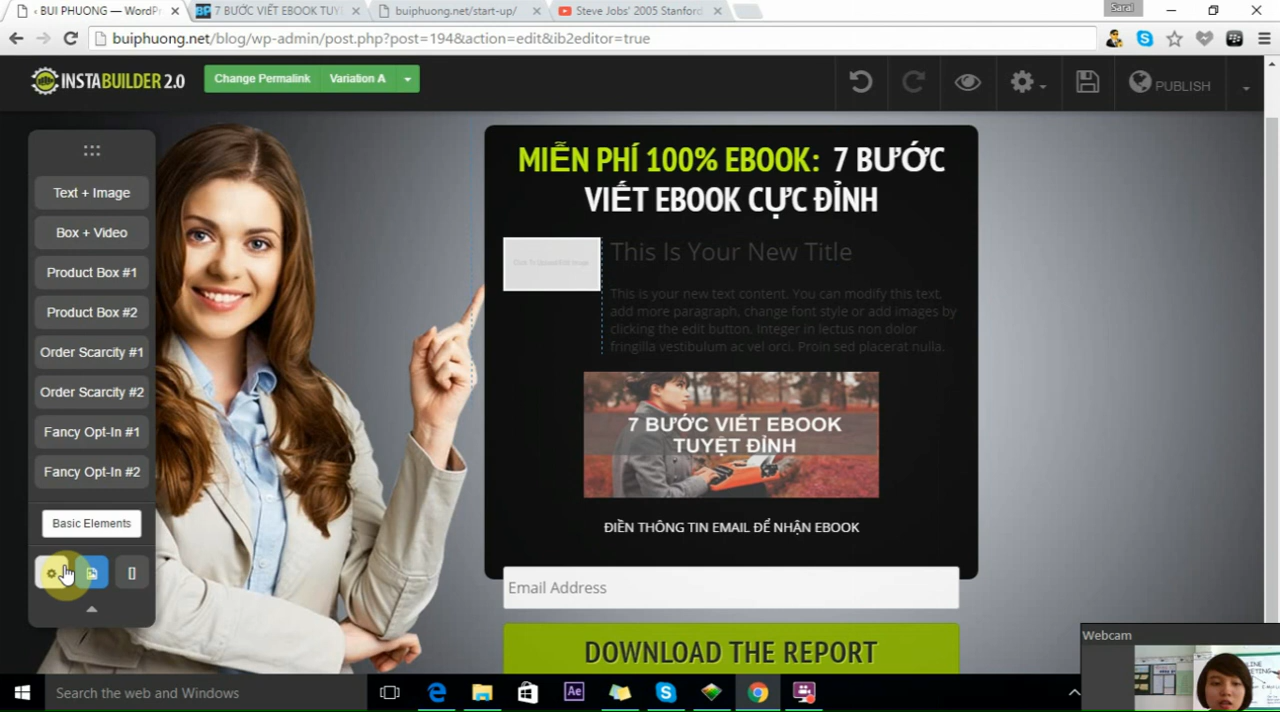 ‹ BUI PHUONG — WordP
7 BƯỚC VIẾT EBOOK TUYỆ
buiphuong.net/start-up/
Steve Jobs' 2005 Stanford
Saral
buiphuong.net/blog/wp-admin/post.php?post=194&action=edit&ib2editor=true
INSTABUILDER 2.0
Change Permalink
Variation A
PUBLISH
Text + Image
Box + Video
Product Box #1
Product Box #2
Order Scarcity #1
Order Scarcity #2
Fancy Opt-In #1
Fancy Opt-In #2
Basic Elements
MIỄN PHÍ 100% EBOOK: 7 BƯỚC
VIẾT EBOOK CỰC ĐỈNH
This Is Your New Title
This is your new text content. You can modify this text,
add more paragraph, change font style or add images by
clicking the edit button. Integer in lectus non dolor
fringilla vestibulum ac vel orci. Proin sed placerat nulla.
7 BƯỚC VIẾT EBOOK
TUYỆT ĐỈNH
ĐIỀN THÔNG TIN EMAIL ĐỂ NHẬN EBOOK
Email Address
DOWNLOAD THE REPORT
Webcam
Search the web and Windows